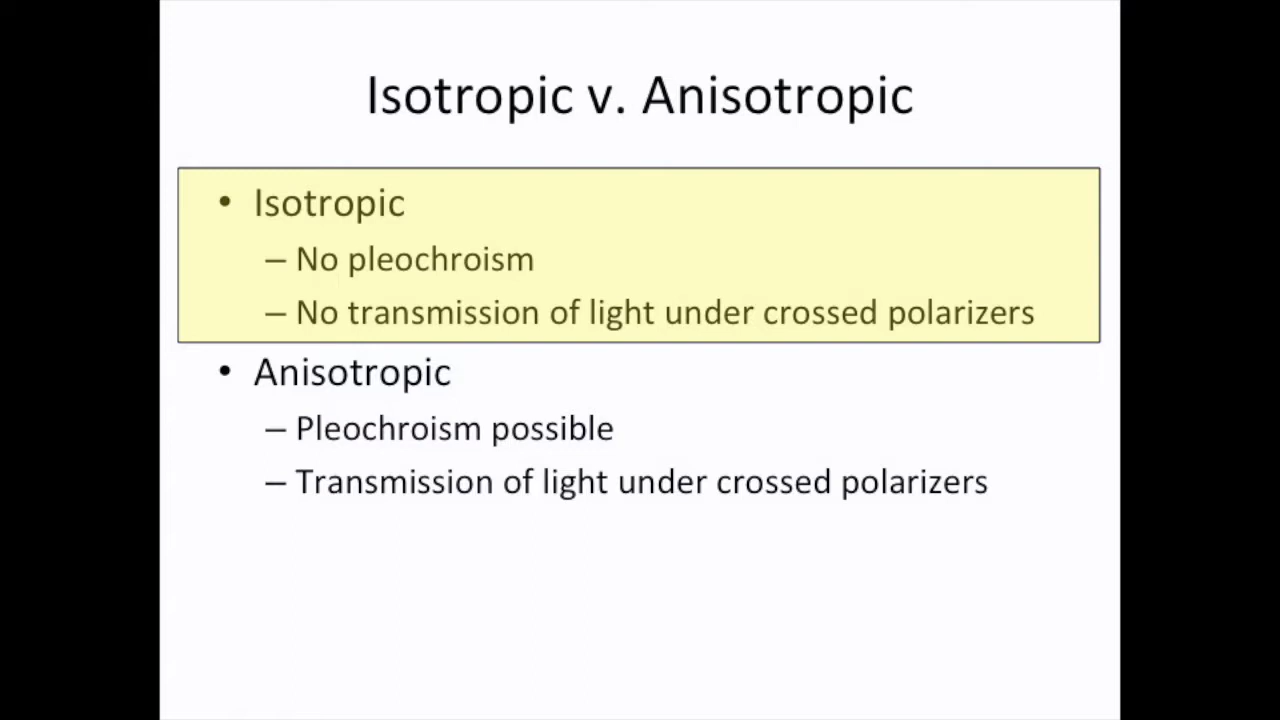 Isotropic v. Anisotropic
• Isotropic
– No pleochroism
– No transmission of light under crossed polarizers
• Anisotropic
– Pleochroism possible
– Transmission of light under crossed polarizers